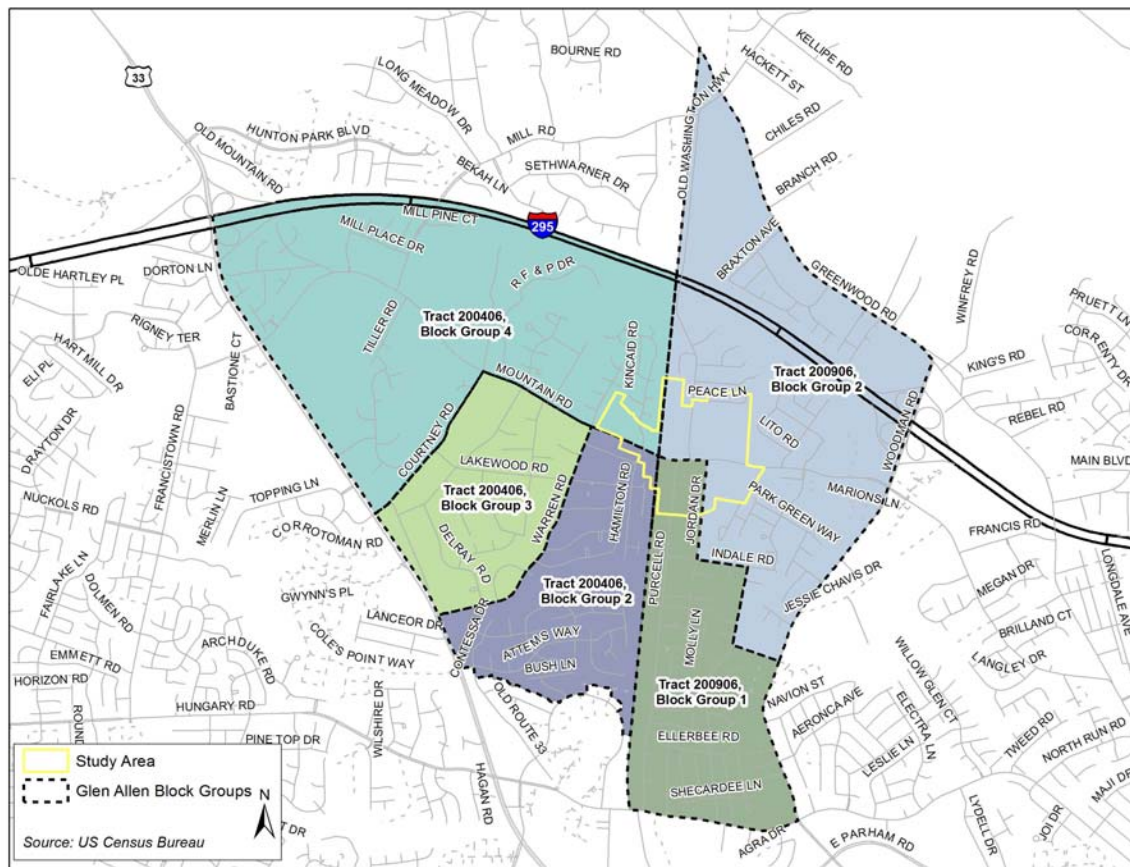 KELLIPE RD
BOURNE RD
HACKETT ST
33
LONG MEADOW DR
OLD WASHINGTON HWY
CHILES RD
HUNTON PARK BLVD
MILL RD
OLD MOUNTAIN RD
BEKAH LN
SETHWARNER DR
BRANCH RD
MILL PINE CT
295
MILL PLACE DR
BRAXTON AVE
OLDE HARTLEY PL
DORTON LN
R F & P DR
GREENWOOD RD
WINFREY RD
PRUETT LN
RIGNEY TER
TILLER RD
Tract 200406,
Block Group 4
KINCAID RD
CORRENTY DR
HART MILL DR
ELI PL
BASTIONE CT
MOUNTAIN RD
Tract 200906,
Block Group 2
KING'S RD
PEACE LN
REBEL RD
DRAYTON DR
FRANCISTOWN RD
COURTNEY RD
LITO RD
WOODMAN RD
MAIN BLVD
NUCKOLS RD
MERLIN LN
TOPPING LN
LAKEWOOD RD
Tract 200406,
Block Group 3
WARREN RD
HAMILTON RD
JORDAN DR
PARK GREEN WAY
MARIONS LN
FRANCIS RD
CORROTOMAN RD
DELRAY RD
PURCELL RD
INDALE RD
JESSIE CHAVIS DR
MEGAN DR
LONGDALE AVE
FAIRLAKE LN
DOLMEN RD
GWYNN'S PL
Tract 200406,
Block Group 2
LANCEOR DR
CONTESSA DR
BRILLAND CT
COLE'S POINT WAY
ATTEMS WAY
MOLLY LN
WILLOW GLEN CT
LANGLEY DR
EMMETT RD
ARCHDUKE RD
BUSH LN
Tract 200906,
Block Group 1
NAVION ST
HORIZON RD
WILSHIRE DR
OLD ROUTE 33
AERONCA AVE
ELECTRA LN
TWEED RD
HUNGARY RD
ELLERBEE RD
LESLIE LN
NORTH RUN RD
ROUND
PINE TOP DR
HAGAN RD
SHECARDEE LN
MAJI DR
LYDELL DR
JOI DR
AGRA DR
E PARHAM RD
Study Area
Glen Allen Block Groups
N
Source: US Census Bureau